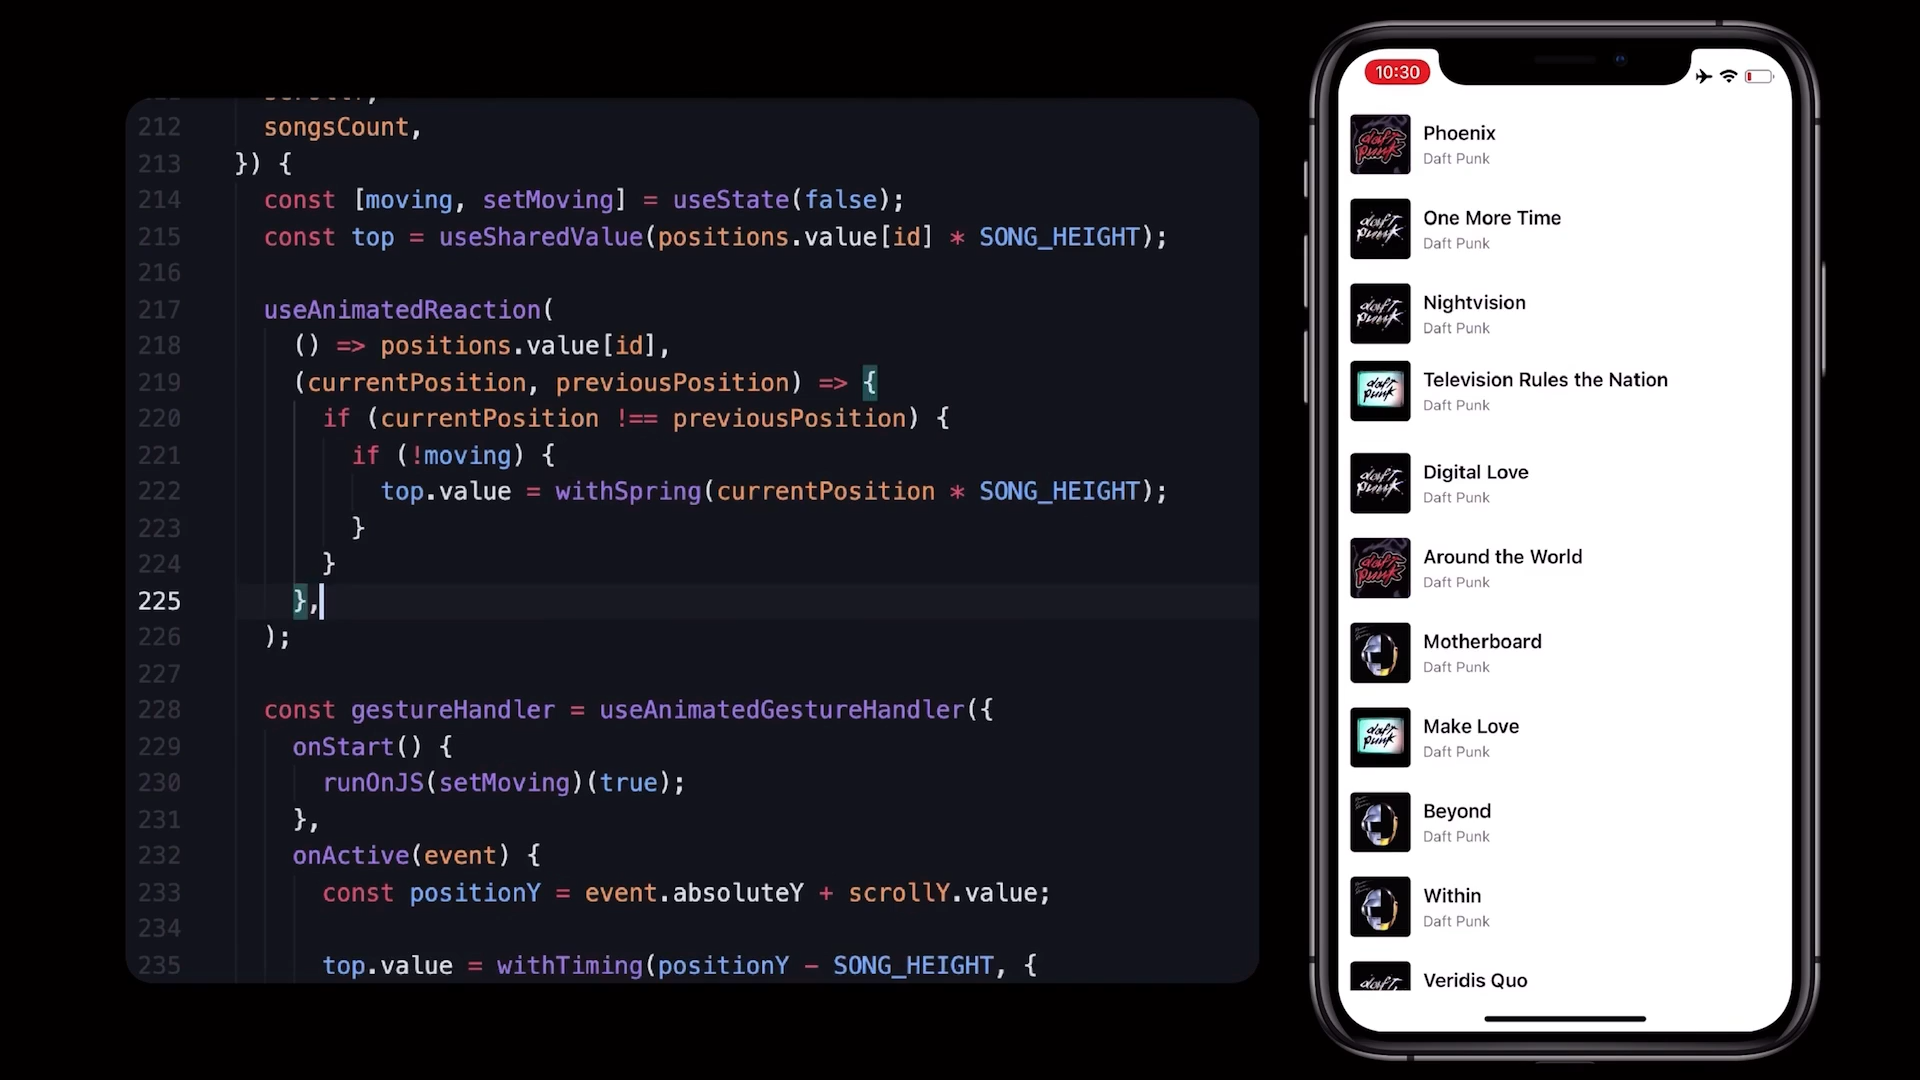 212 songsCount,
213 }) {
214 const [moving, setMoving] = useState(false);
215 const top = useSharedValue(positions.value[id] * SONG_HEIGHT);
216
217 useAnimatedReaction(
218 () => positions.value[id],
219 (currentPosition, previousPosition) => {
220 if (currentPosition !== previousPosition) {
221 if (!moving) {
222 top.value = withSpring(currentPosition * SONG_HEIGHT);
223 }
224 }
225 },
226 );
227
228 const gestureHandler = useAnimatedGestureHandler({
229 onStart() {
230 runOnJS(setMoving)(true);
231 },
232 onActive(event) {
233 const positionY = event.absoluteY + scrollY.value;
234
235 top.value = withTiming(positionY - SONG_HEIGHT, {
10:30
Phoenix
Daft Punk
One More Time
Daft Punk
Nightvision
Daft Punk
Television Rules the Nation
Daft Punk
Digital Love
Daft Punk
Around the World
Daft Punk
Motherboard
Daft Punk
Make Love
Daft Punk
Beyond
Daft Punk
Within
Daft Punk
Veridis Quo